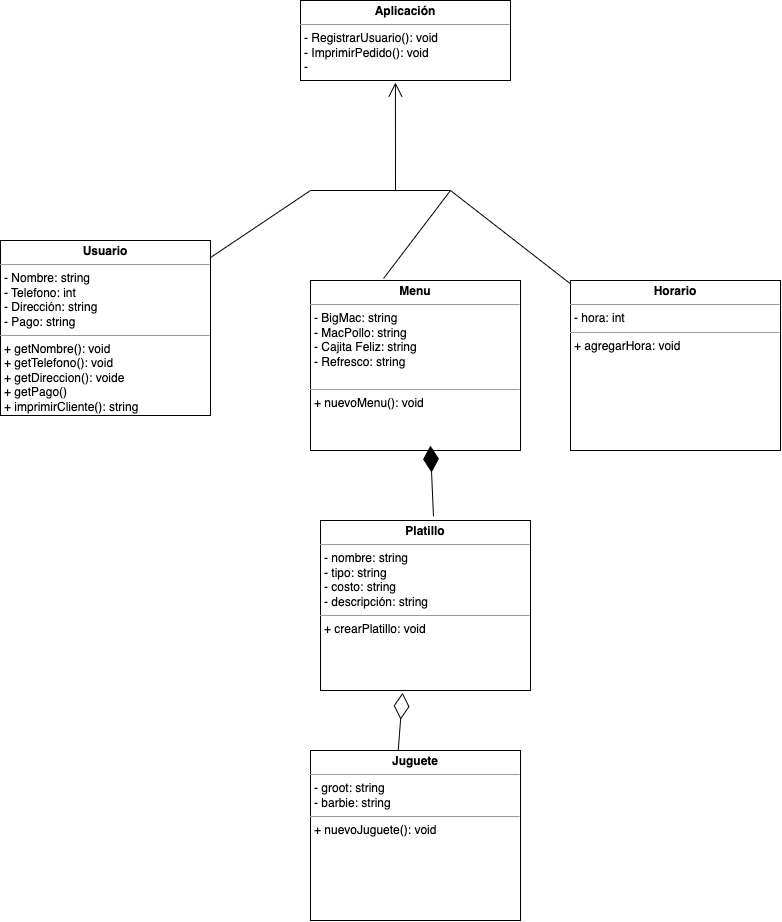 Aplicación
- RegistrarUsuario(): void
- ImprimirPedido(): void
-
Usuario
- Nombre: string
- Telefono: int
- Dirección: string
- Pago: string
+ getNombre(): void
+ getTelefono(): void
+ getDireccion(): voide
+ getPago()
+ imprimirCliente(): string
Menu
- BigMac: string
- MacPollo: string
- Cajita Feliz: string
- Refresco: string
+ nuevoMenu(): void
Horario
- hora: int
+ agregarHora: void
Platillo
- nombre: string
- tipo: string
- costo: string
- descripción: string
+ crearPlatillo: void
Juguete
- groot: string
- barbie: string
+ nuevoJuguete(): void